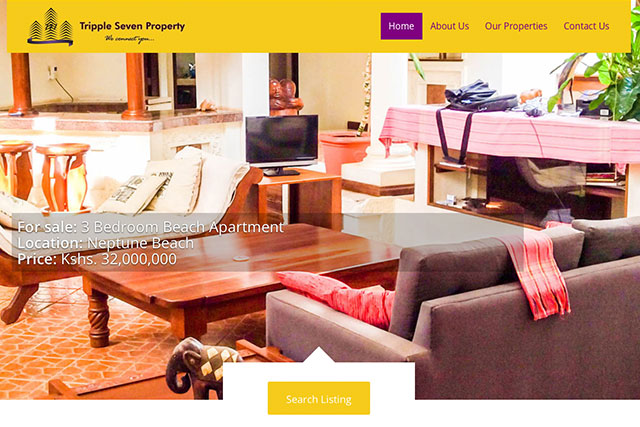 Tripple Seven Property
We connect you...
Home
About Us
Our Properties
Contact Us
For sale: 3 Bedroom Beach Apartment
Location: Neptune Beach
Price: Kshs. 32,000,000
Search Listing